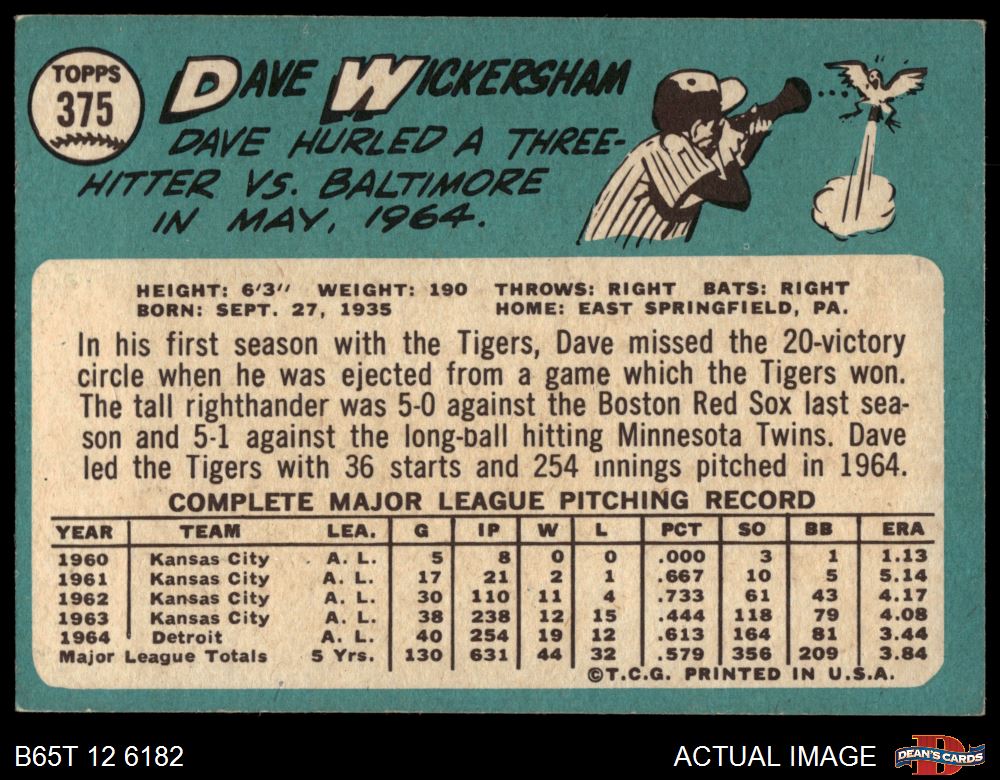 TOPPS
375
DAVE WICKERSHAM
DAVE HURLED A THREE-
HITTER VS. BALTIMORE
IN MAY, 1964.
HEIGHT: 6'3" WEIGHT: 190 THROWS: RIGHT BATS: RIGHT
BORN: SEPT. 27, 1935 HOME: EAST SPRINGFIELD, PA.
In his first season with the Tigers, Dave missed the 20-victory
circle when he was ejected from a game which the Tigers won.
The tall righthander was 5-0 against the Boston Red Sox last sea-
son and 5-1 against the long-ball hitting Minnesota Twins. Dave
led the Tigers with 36 starts and 254 innings pitched in 1964.
COMPLETE MAJOR LEAGUE PITCHING RECORD
YEAR TEAM LEA. G IP W L PCT SO BB ERA
1960 Kansas City A. L. 5 8 0 0 .000 3 1 1.13
1961 Kansas City A. L. 17 21 2 1 .667 10 5 5.14
1962 Kansas City A. L. 30 110 11 4 .733 61 43 4.17
1963 Kansas City A. L. 38 238 12 15 .444 118 79 4.08
1964 Detroit A. L. 40 254 19 12 .613 164 81 3.44
Major League Totals 5 Yrs. 130 631 44 32 .579 356 209 3.84
©T.C.G. PRINTED IN U.S.A.
B65T 12 6182
ACTUAL IMAGE
D
DEAN'S CARDS